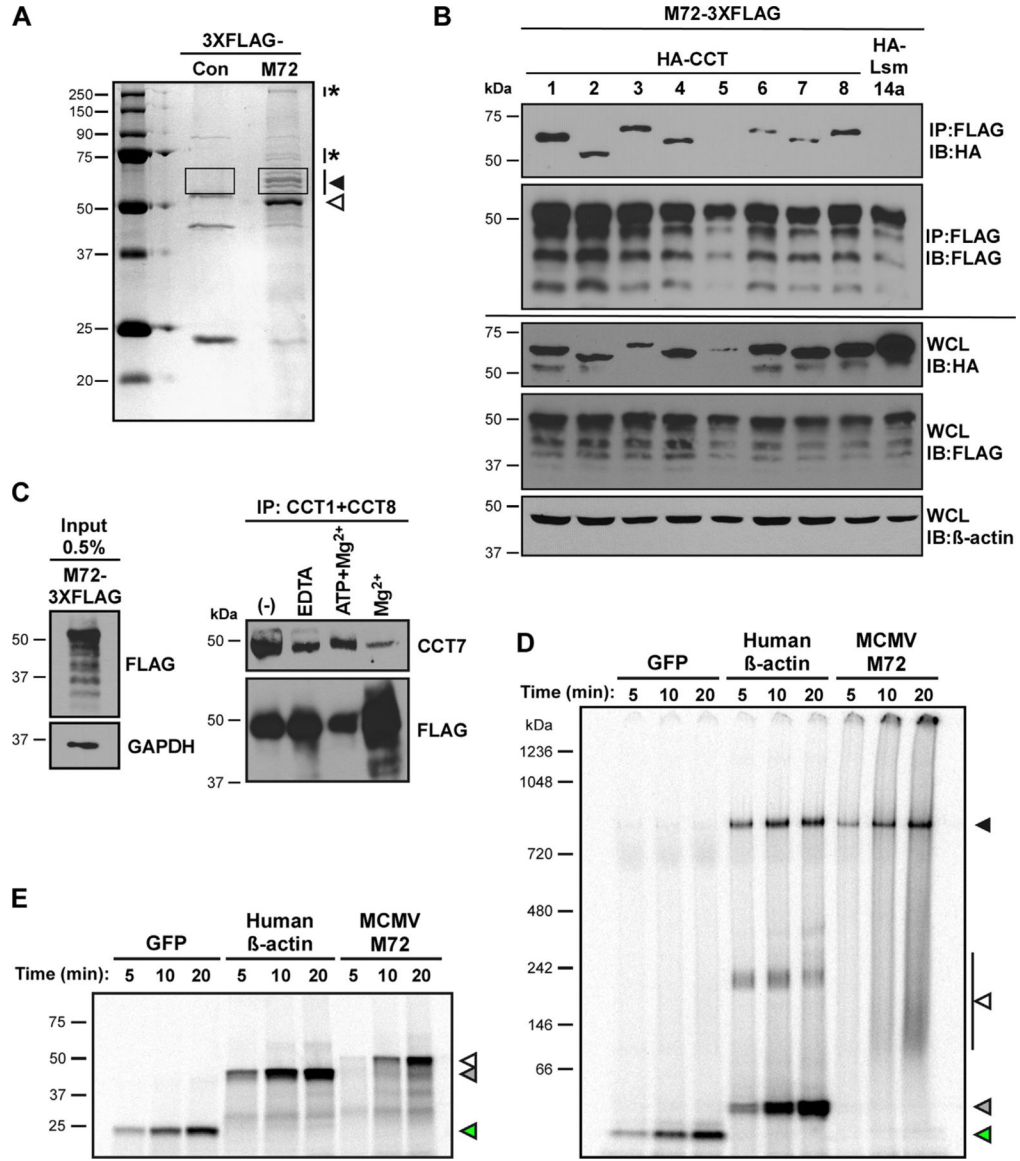 A
3XFLAG-
Con M72
250
150
90
75
50
37
25
20
*
*
B
M72-3XFLAG
HA-CCT
HA-
Lsm
14a
kDa
1 2 3 4 5 6 7 8
75
50
IP:FLAG
IB:HA
50
IP:FLAG
IB:FLAG
75
50
WCL
IB:HA
50
37
WCL
IB:FLAG
50
37
WCL
IB:ß-actin
C
Input
0.5%
M72-
3XFLAG
50
37
FLAG
37
GAPDH
IP: CCT1+CCT8
kDa
(-) EDTA ATP+Mg²⁺ Mg²⁺
50
CCT7
50
37
FLAG
D
GFP
Human
ß-actin
MCMV
M72
Time (min): 5 10 20 5 10 20 5 10 20
kDa
1236
1048
720
480
242
146
66
E
GFP
Human
ß-actin
MCMV
M72
Time (min): 5 10 20 5 10 20 5 10 20
75
50
37
25